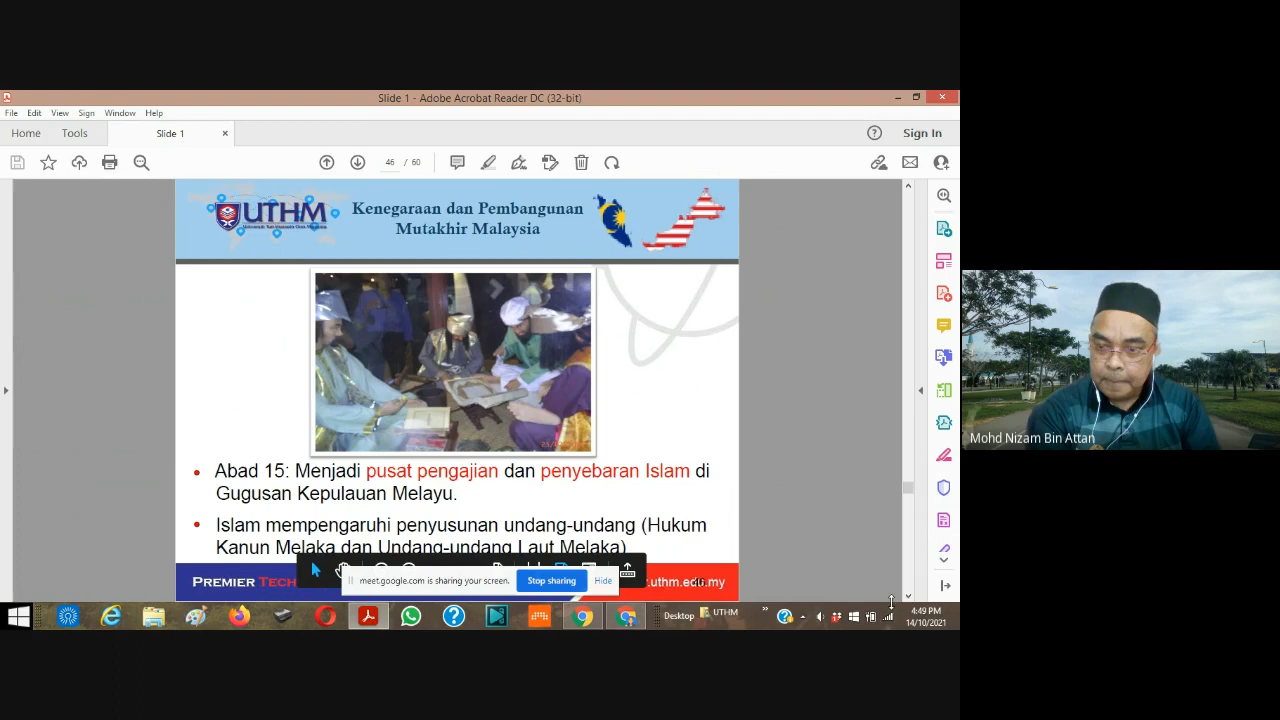 Slide 1 - Adobe Acrobat Reader DC (32-bit)
File Edit View Sign Window Help
Home Tools Slide 1 Sign In
46 / 60
UTHM
Kenegaraan dan Pembangunan
Mutakhir Malaysia
Abad 15: Menjadi pusat pengajian dan penyebaran Islam di
Gugusan Kepulauan Melayu.
Islam mempengaruhi penyusunan undang-undang (Hukum
Kanun Melaka dan Undang-undang Laut Melaka)
PREMIER TECH
.uthm.edu.my
meet.google.com is sharing your screen. Stop sharing Hide
Desktop UTHM
4:49 PM
14/10/2021
Mohd Nizam Bin Attan